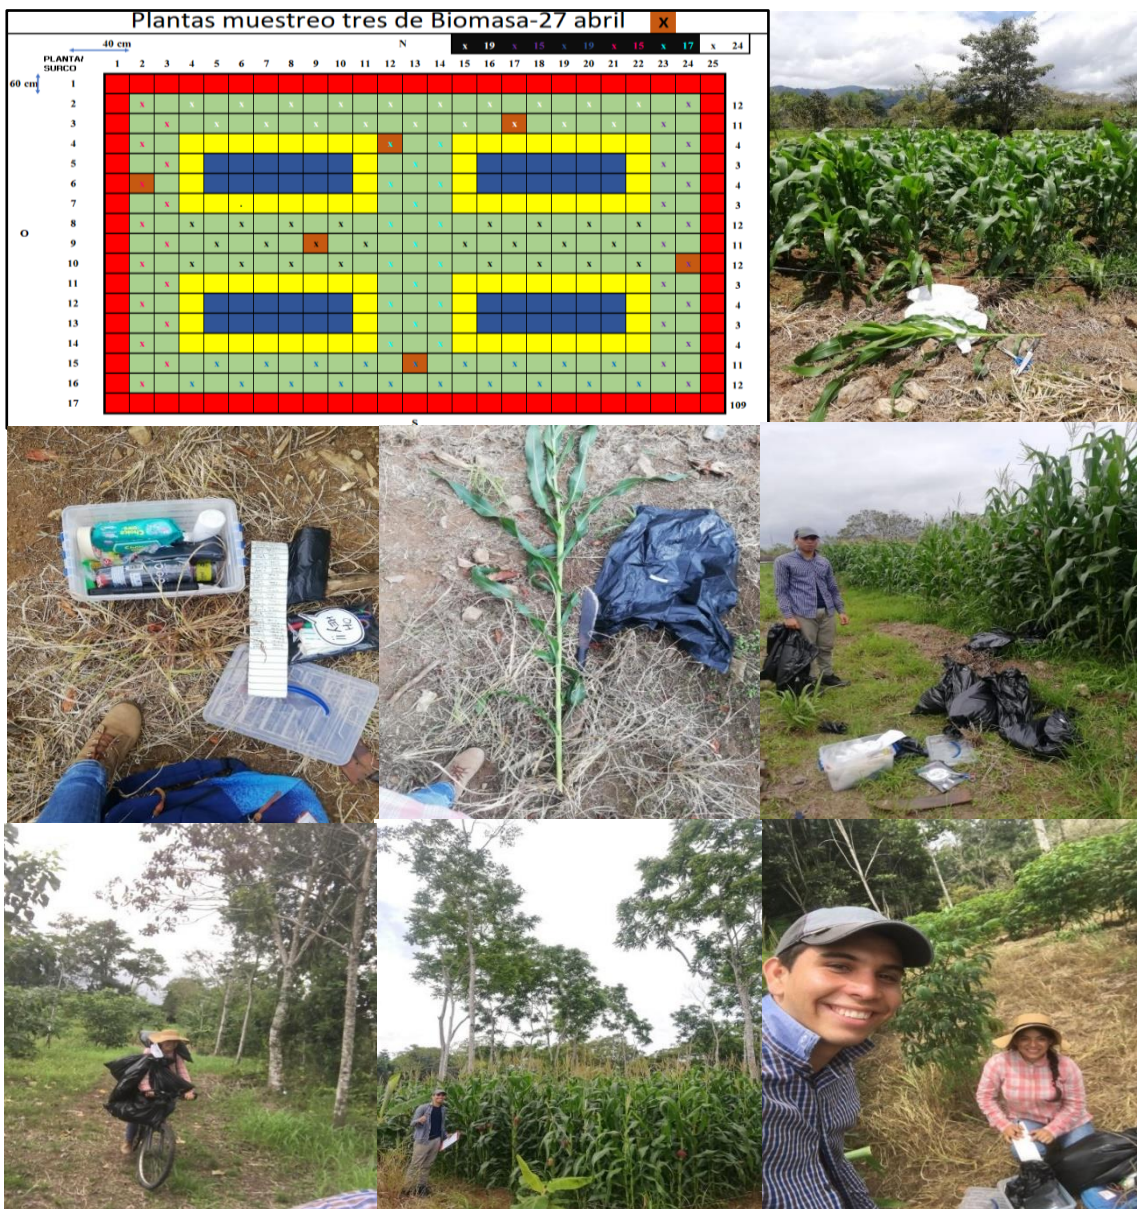 Plantas muestreo tres de Biomasa-27 abril x
40 cm N x 19 x 15 x 19 x 15 x 17 x 24
PLANTA/
SURCO 1 2 3 4 5 6 7 8 9 10 11 12 13 14 15 16 17 18 19 20 21 22 23 24 25
60 cm 1
2 x x x x x x x x x x x x 12
3 x x x x x x x x x x x 11
4 x x x x 4
5 x x x 3
6 x x x x 4
7 x x x 3
8 x x x x x x x x x x x x 12
O 9 x x x x x x x x x x x 11
10 x x x x x x x x x x x x 12
11 x x x 3
12 x x x x 4
13 x x x 3
14 x x x x 4
15 x x x x x x x x x x x 11
16 x x x x x x x x x x x x 12
17 109
S